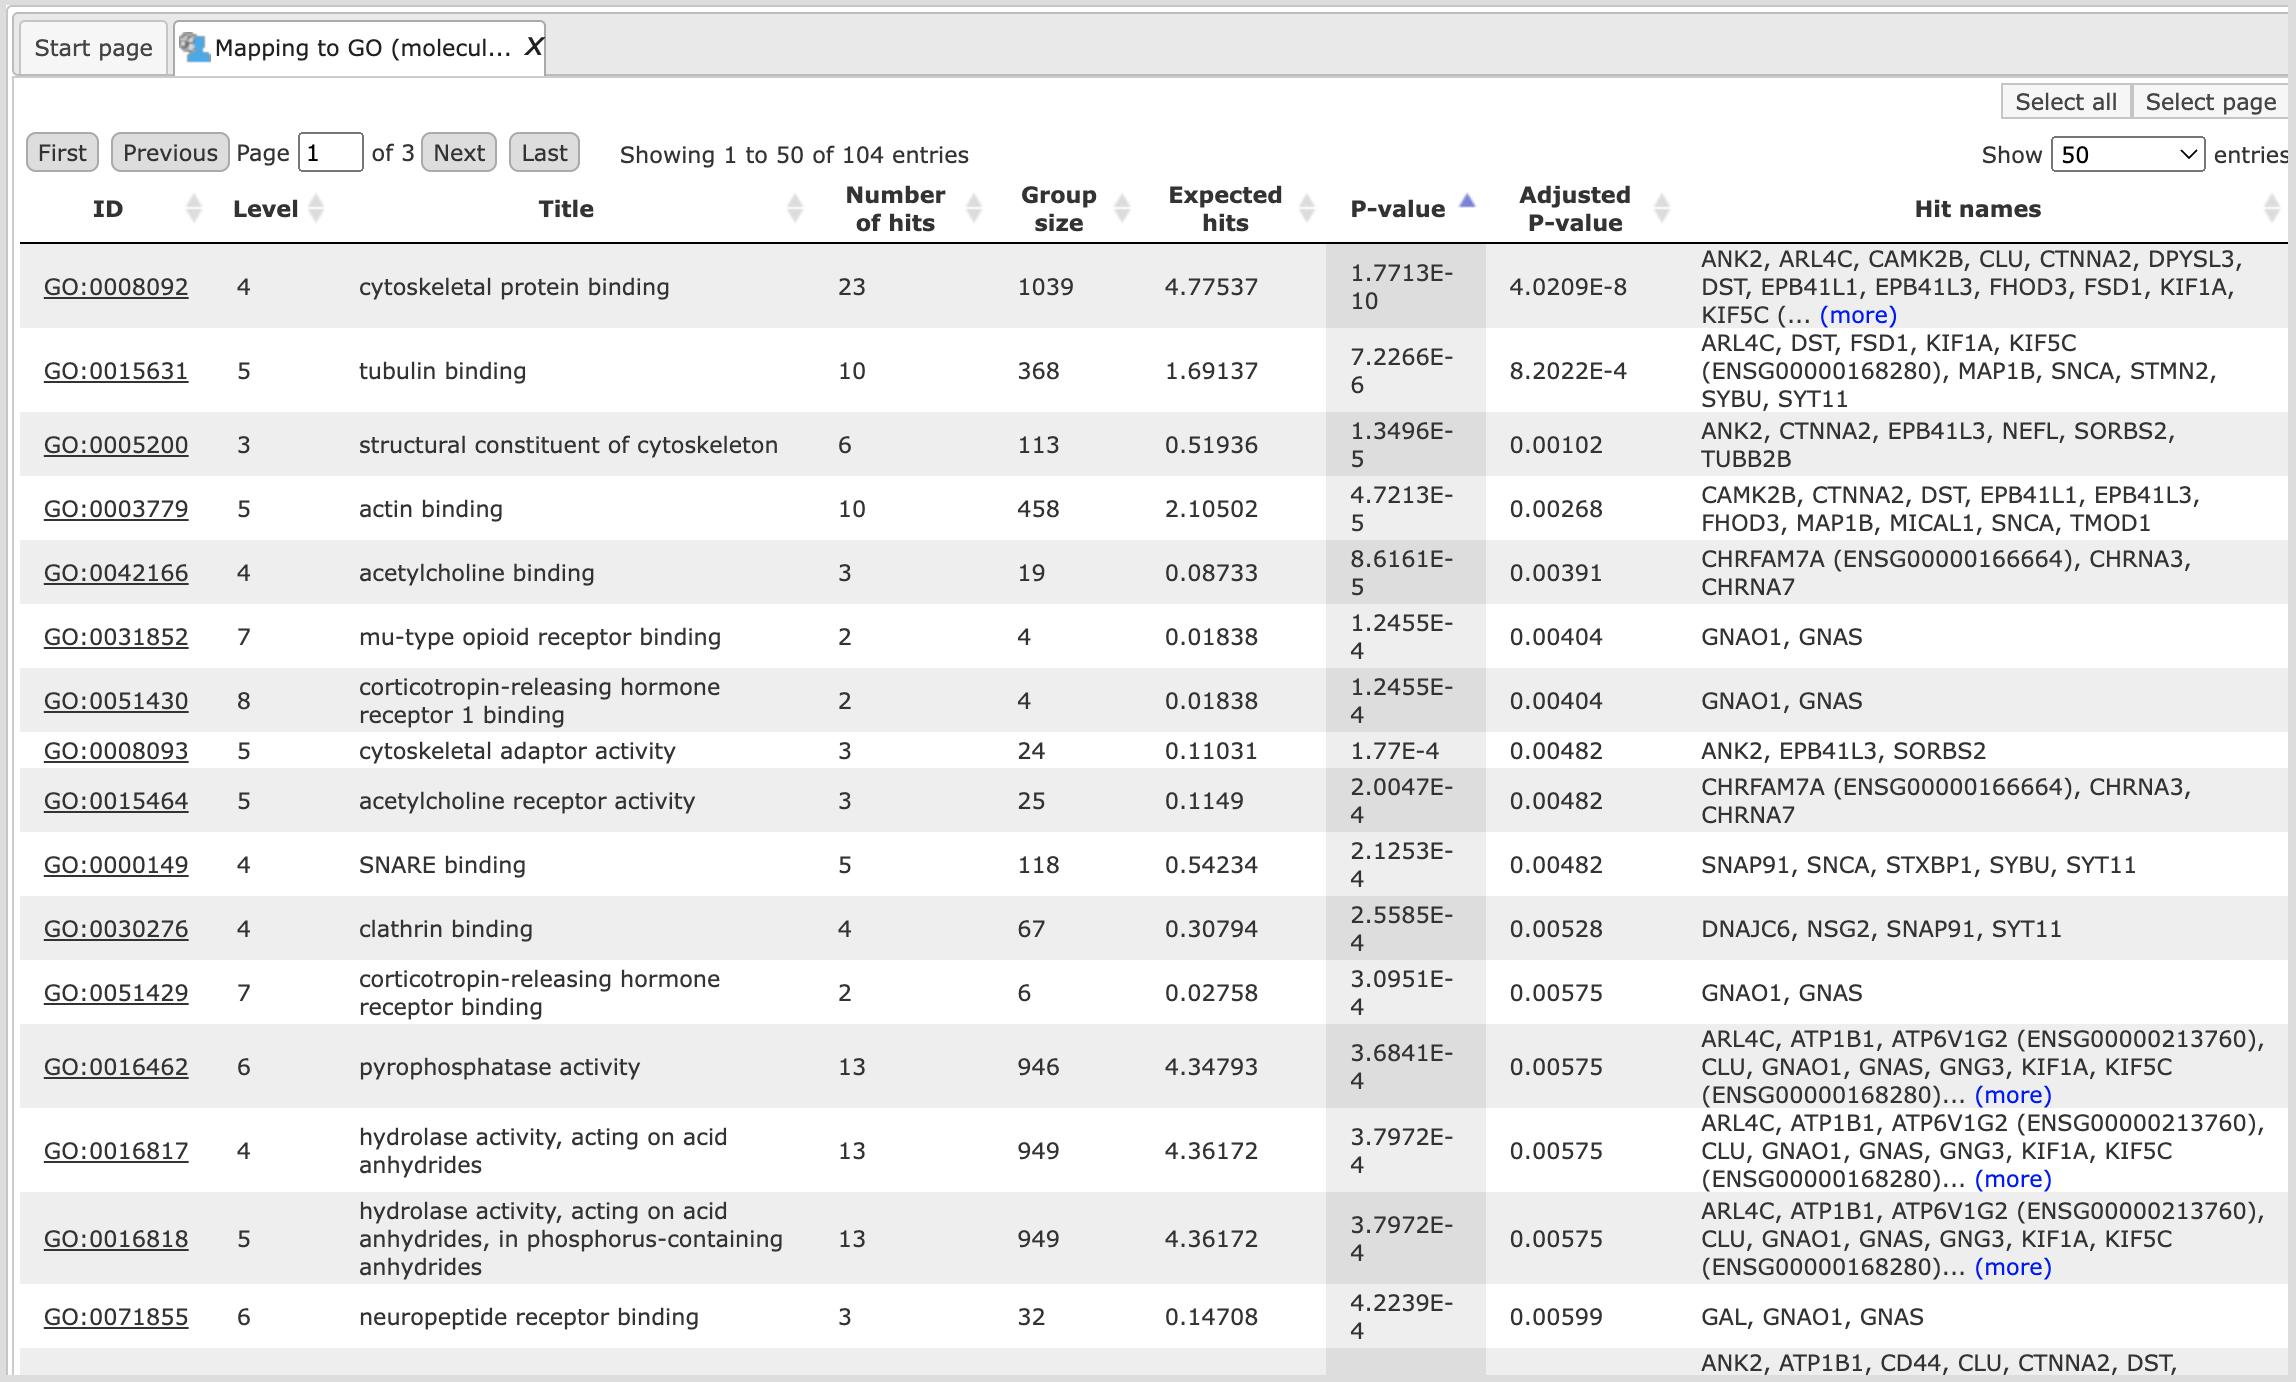 Start page
Mapping to GO (molecul... X
Select all Select page
First Previous Page 1 of 3 Next Last Showing 1 to 50 of 104 entries Show 50 entries
ID Level Title Number of hits Group size Expected hits P-value Adjusted P-value Hit names
GO:0008092 4 cytoskeletal protein binding 23 1039 4.77537 1.7713E-10 4.0209E-8 ANK2, ARL4C, CAMK2B, CLU, CTNNA2, DPYSL3,
DST, EPB41L1, EPB41L3, FHOD3, FSD1, KIF1A,
KIF5C (... (more)
GO:0015631 5 tubulin binding 10 368 1.69137 7.2266E-6 8.2022E-4 ARL4C, DST, FSD1, KIF1A, KIF5C
(ENSG00000168280), MAP1B, SNCA, STMN2,
SYBU, SYT11
GO:0005200 3 structural constituent of cytoskeleton 6 113 0.51936 1.3496E-5 0.00102 ANK2, CTNNA2, EPB41L3, NEFL, SORBS2,
TUBB2B
GO:0003779 5 actin binding 10 458 2.10502 4.7213E-5 0.00268 CAMK2B, CTNNA2, DST, EPB41L1, EPB41L3,
FHOD3, MAP1B, MICAL1, SNCA, TMOD1
GO:0042166 4 acetylcholine binding 3 19 0.08733 8.6161E-5 0.00391 CHRFAM7A (ENSG00000166664), CHRNA3,
CHRNA7
GO:0031852 7 mu-type opioid receptor binding 2 4 0.01838 1.2455E-4 0.00404 GNAO1, GNAS
GO:0051430 8 corticotropin-releasing hormone receptor 1 binding 2 4 0.01838 1.2455E-4 0.00404 GNAO1, GNAS
GO:0008093 5 cytoskeletal adaptor activity 3 24 0.11031 1.77E-4 0.00482 ANK2, EPB41L3, SORBS2
GO:0015464 5 acetylcholine receptor activity 3 25 0.1149 2.0047E-4 0.00482 CHRFAM7A (ENSG00000166664), CHRNA3,
CHRNA7
GO:0000149 4 SNARE binding 5 118 0.54234 2.1253E-4 0.00482 SNAP91, SNCA, STXBP1, SYBU, SYT11
GO:0030276 4 clathrin binding 4 67 0.30794 2.5585E-4 0.00528 DNAJC6, NSG2, SNAP91, SYT11
GO:0051429 7 corticotropin-releasing hormone receptor binding 2 6 0.02758 3.0951E-4 0.00575 GNAO1, GNAS
GO:0016462 6 pyrophosphatase activity 13 946 4.34793 3.6841E-4 0.00575 ARL4C, ATP1B1, ATP6V1G2 (ENSG00000213760),
CLU, GNAO1, GNAS, GNG3, KIF1A, KIF5C
(ENSG00000168280)... (more)
GO:0016817 4 hydrolase activity, acting on acid anhydrides 13 949 4.36172 3.7972E-4 0.00575 ARL4C, ATP1B1, ATP6V1G2 (ENSG00000213760),
CLU, GNAO1, GNAS, GNG3, KIF1A, KIF5C
(ENSG00000168280)... (more)
GO:0016818 5 hydrolase activity, acting on acid anhydrides, in phosphorus-containing anhydrides 13 949 4.36172 3.7972E-4 0.00575 ARL4C, ATP1B1, ATP6V1G2 (ENSG00000213760),
CLU, GNAO1, GNAS, GNG3, KIF1A, KIF5C
(ENSG00000168280)... (more)
GO:0071855 6 neuropeptide receptor binding 3 32 0.14708 4.2239E-4 0.00599 GAL, GNAO1, GNAS
ANK2, ATP1B1, CD44, CLU, CTNNA2, DST,